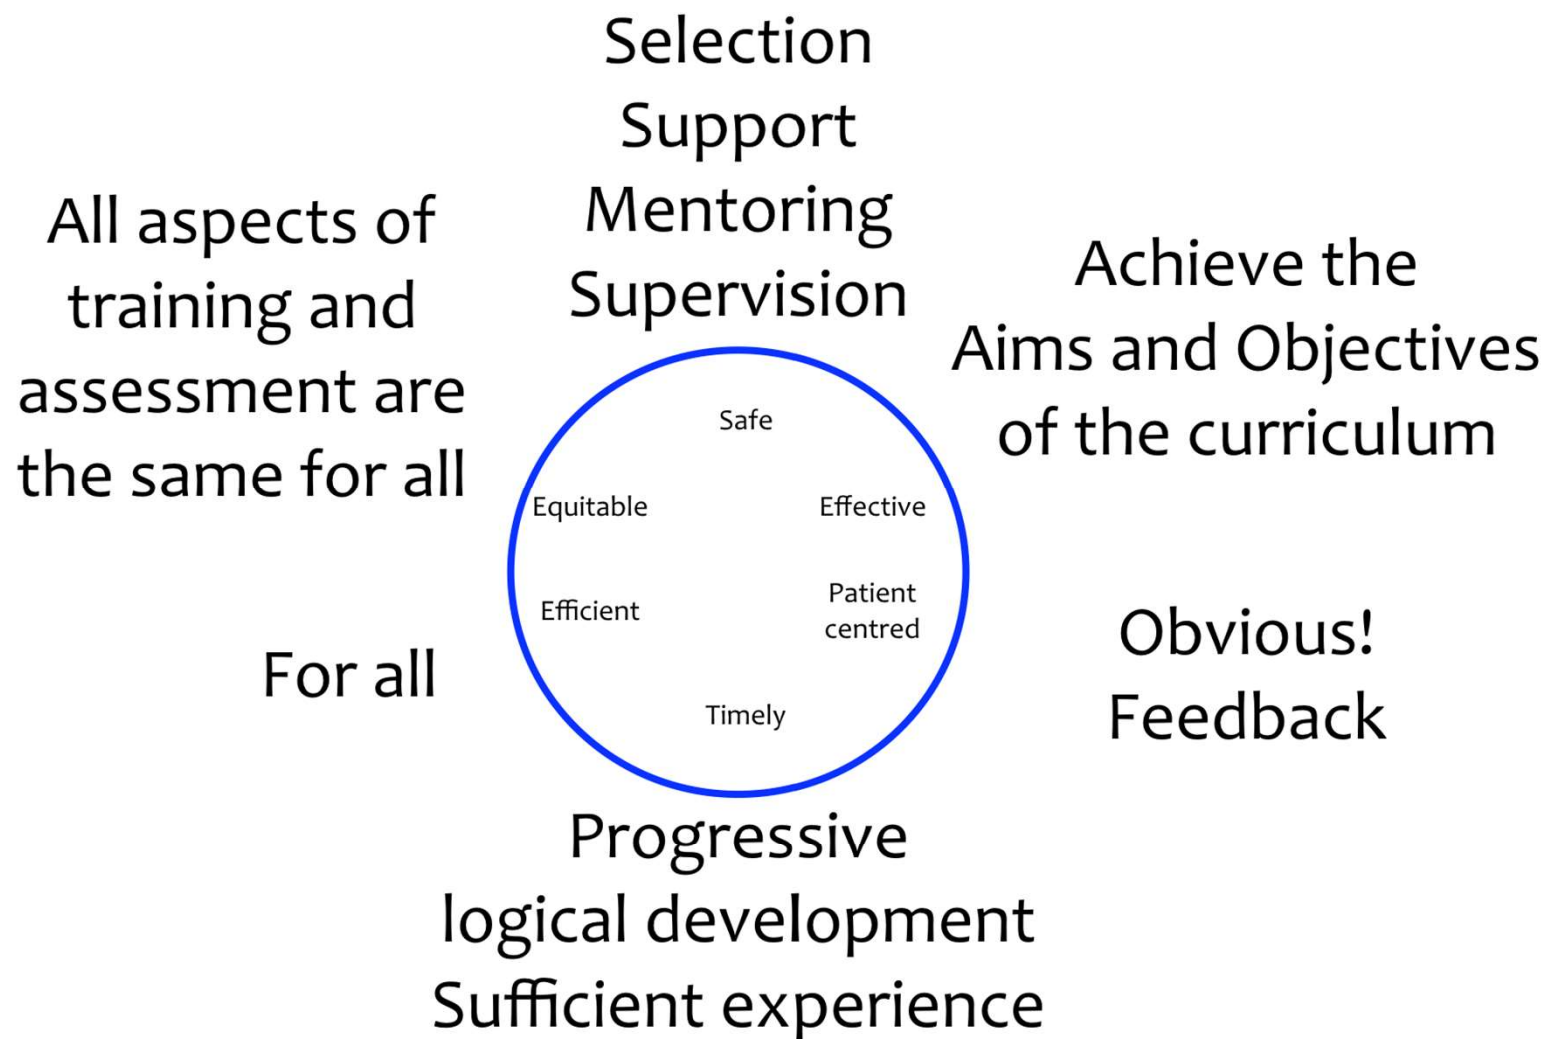 Selection
Support
Mentoring
Supervision
All aspects of
training and
assessment are
the same for all
Achieve the
Aims and Objectives
of the curriculum
Safe
Equitable
Effective
Efficient
Patient
centred
Timely
For all
Obvious!
Feedback
Progressive
logical development
Sufficient experience